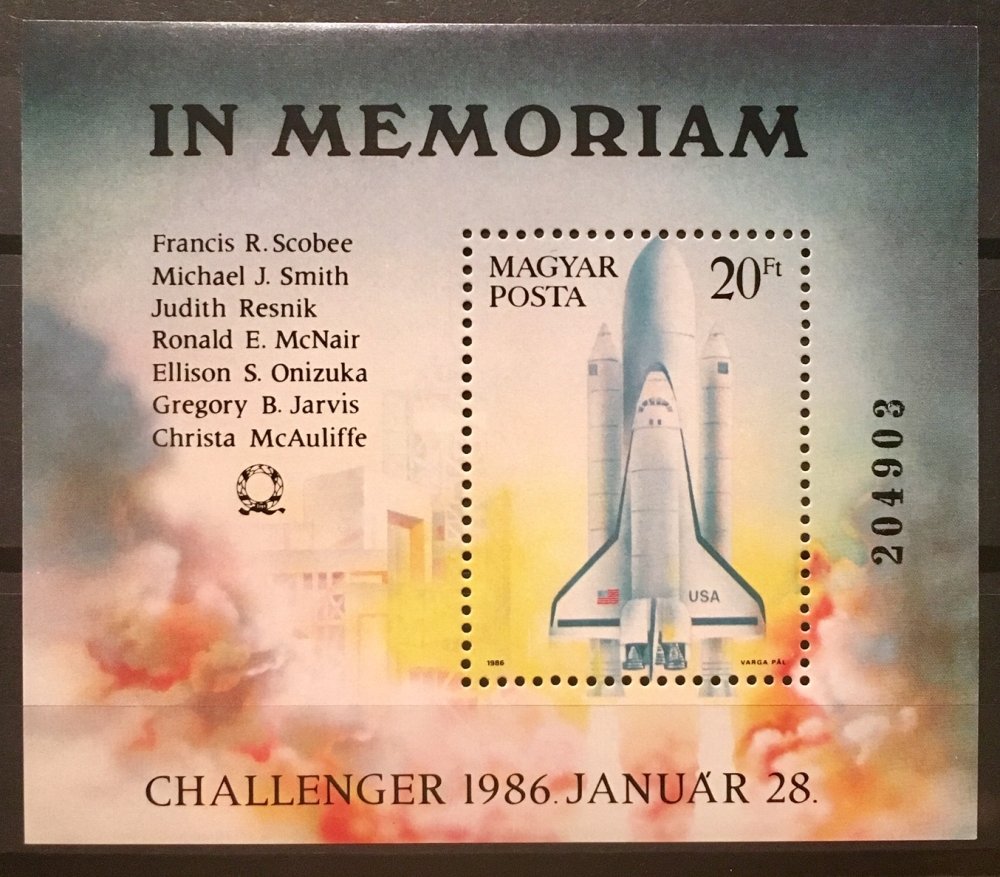 IN MEMORIAM
Francis R. Scobee
Michael J. Smith
Judith Resnik
Ronald E. McNair
Ellison S. Onizuka
Gregory B. Jarvis
Christa McAuliffe
MAGYAR
POSTA
20Ft
USA
1986
VARGA PÁL
204903
CHALLENGER 1986. JANUÁR 28.